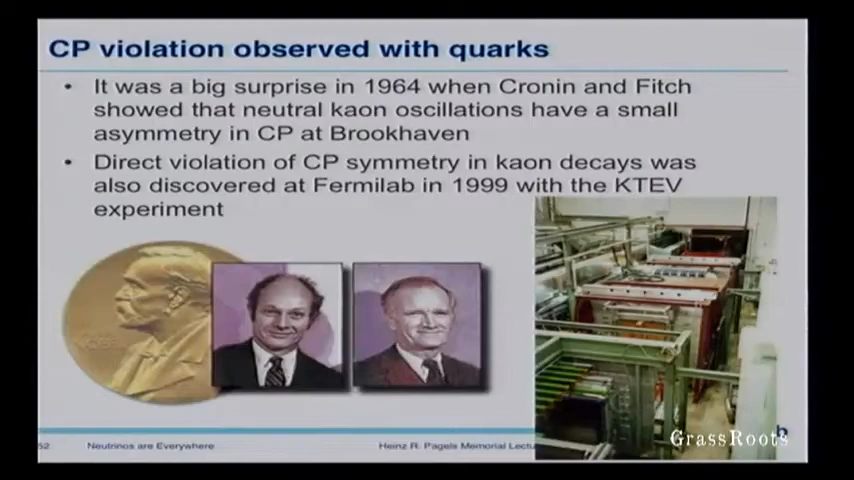 CP violation observed with quarks
• It was a big surprise in 1964 when Cronin and Fitch
showed that neutral kaon oscillations have a small
asymmetry in CP at Brookhaven
• Direct violation of CP symmetry in kaon decays was
also discovered at Fermilab in 1999 with the KTEV
experiment
52
Neutrinos are Everywhere
Heinz R. Pagels Memorial Lectu
GrassRoots